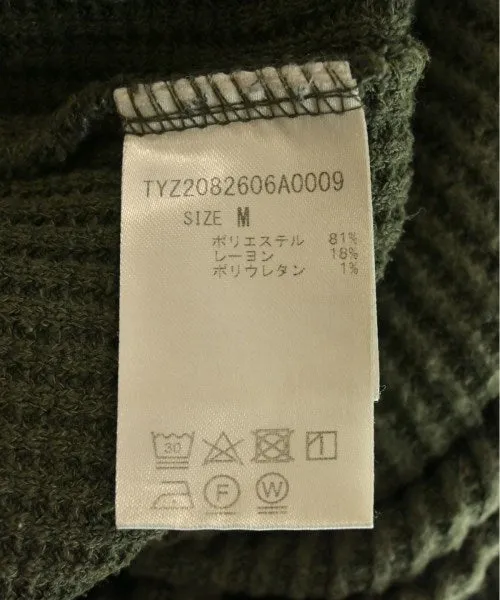 TYZ2082606A0009
SIZE M
ポリエステル 81%
レーヨン 18%
ポリウレタン 1%
30
F W